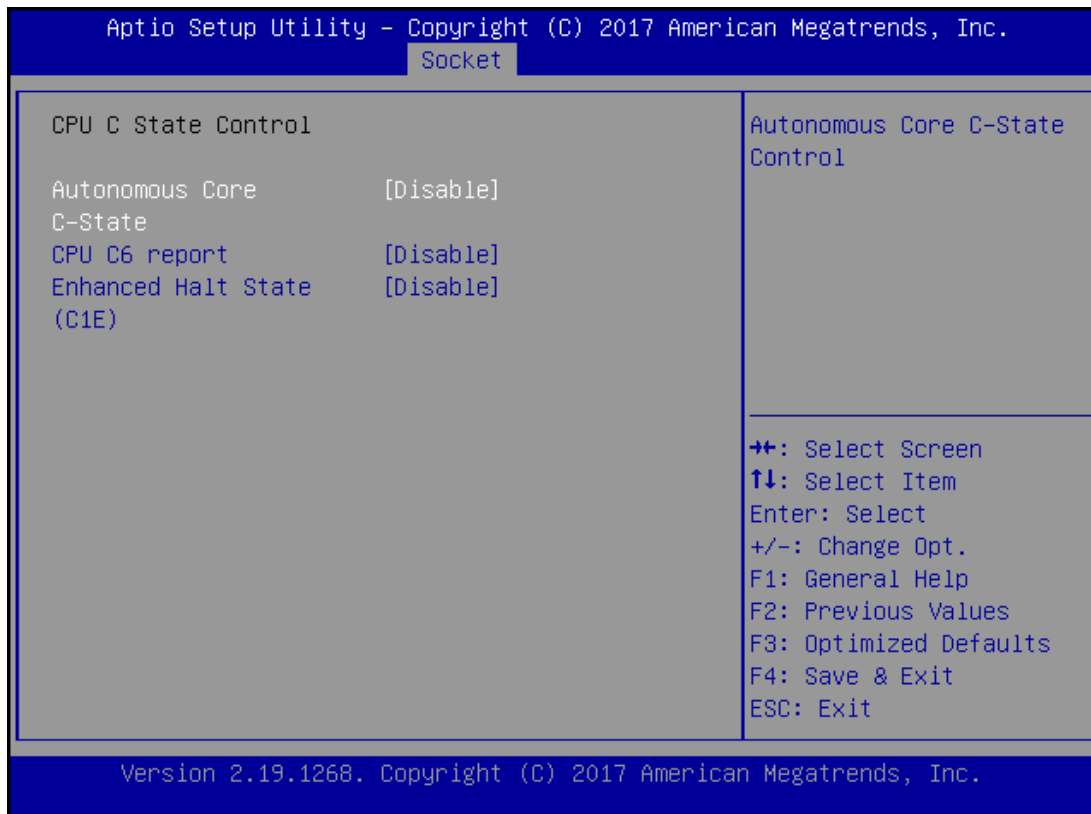 Aptio Setup Utility – Copyright (C) 2017 American Megatrends, Inc.
Socket
CPU C State Control
Autonomous Core [Disable]
C-State
CPU C6 report [Disable]
Enhanced Halt State [Disable]
(C1E)
Autonomous Core C-State
Control
→←: Select Screen
↑↓: Select Item
Enter: Select
+/-: Change Opt.
F1: General Help
F2: Previous Values
F3: Optimized Defaults
F4: Save & Exit
ESC: Exit
Version 2.19.1268. Copyright (C) 2017 American Megatrends, Inc.